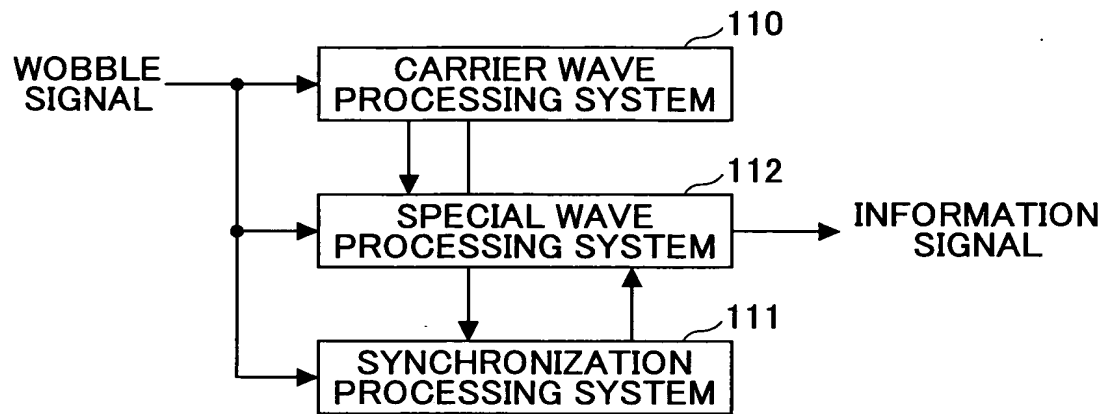 110
WOBBLE
SIGNAL
CARRIER WAVE
PROCESSING SYSTEM
112
SPECIAL WAVE
PROCESSING SYSTEM
INFORMATION
SIGNAL
111
SYNCHRONIZATION
PROCESSING SYSTEM